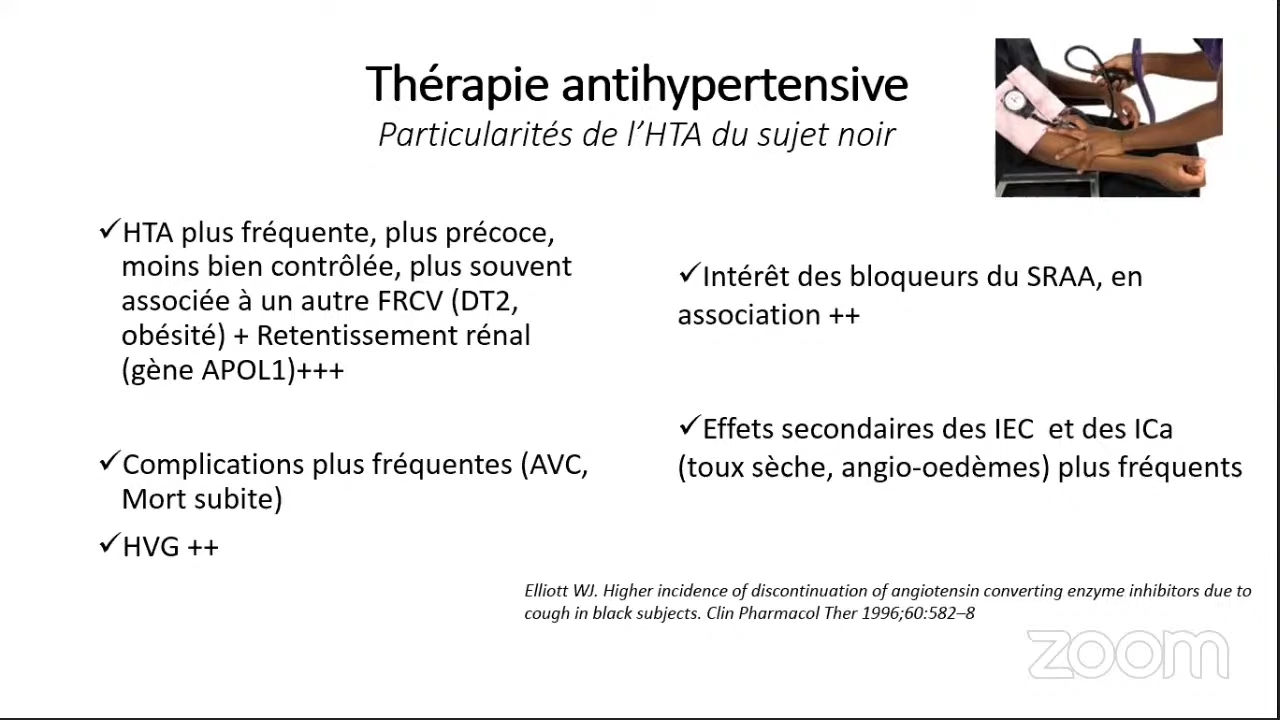 Thérapie antihypertensive
Particularités de l'HTA du sujet noir
✓HTA plus fréquente, plus précoce,
moins bien contrôlée, plus souvent
associée à un autre FRCV (DT2,
obésité) + Retentissement rénal
(gène APOL1)+++
✓Complications plus fréquentes (AVC,
Mort subite)
✓HVG ++
✓Intérêt des bloqueurs du SRAA, en
association ++
✓Effets secondaires des IEC et des ICa
(toux sèche, angio-oedèmes) plus fréquents
Elliott WJ. Higher incidence of discontinuation of angiotensin converting enzyme inhibitors due to
cough in black subjects. Clin Pharmacol Ther 1996;60:582–8
zoom